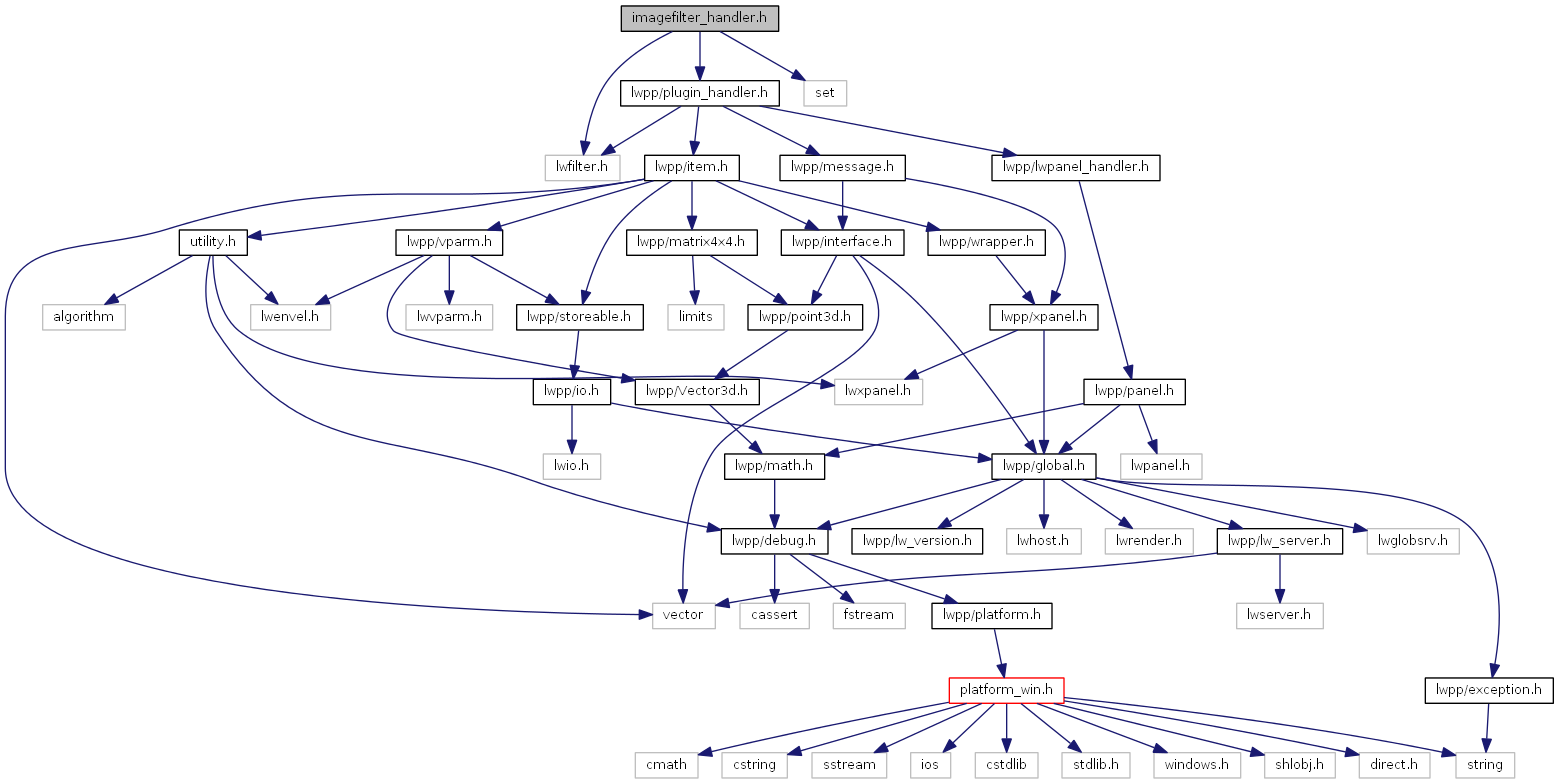 imagefilter_handler.h
lwpp/plugin_handler.h
set
lwfilter.h
lwpp/item.h
lwpp/message.h
lwpp/lwpanel_handler.h
utility.h
lwpp/vparm.h
lwpp/matrix4x4.h
lwpp/interface.h
lwpp/wrapper.h
algorithm
lwenvel.h
lwvparm.h
lwpp/storeable.h
limits
lwpp/point3d.h
lwpp/xpanel.h
lwpp/io.h
lwpp/Vector3d.h
lwxpanel.h
lwpp/panel.h
lwio.h
lwpp/math.h
lwpp/global.h
lwpanel.h
lwpp/debug.h
lwpp/lw_version.h
lwhost.h
lwrender.h
lwpp/lw_server.h
lwglobsrv.h
vector
cassert
fstream
lwpp/platform.h
lwserver.h
platform_win.h
lwpp/exception.h
cmath
cstring
sstream
ios
cstdlib
stdlib.h
windows.h
shlobj.h
direct.h
string